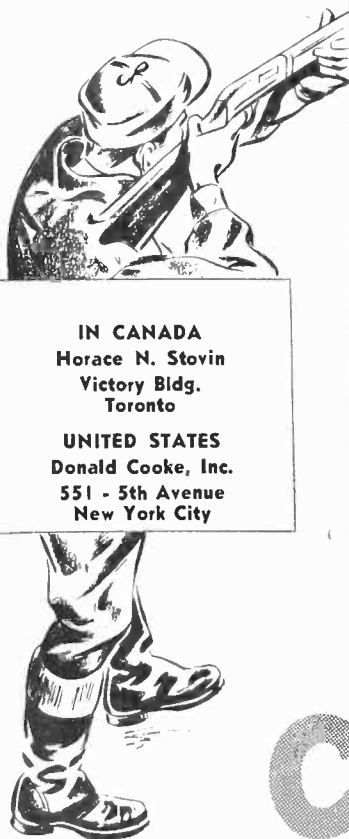 IN CANADA
Horace N. Stovin
Victory Bldg.
Toronto
UNITED STATES
Donald Cooke, Inc.
551 - 5th Avenue
New York City
C